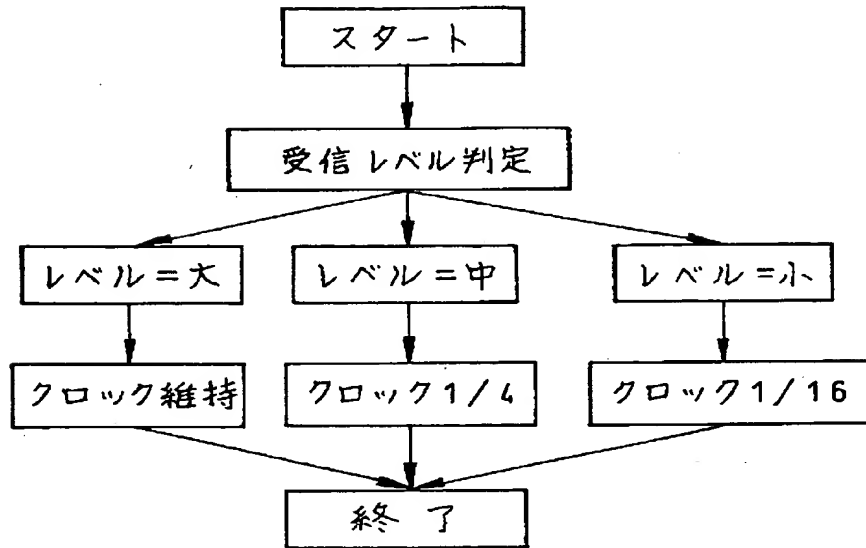 スタート
受信レベル判定
レベル=大
レベル=中
レベル=小
クロック維持
クロック1/4
クロック1/16
終了